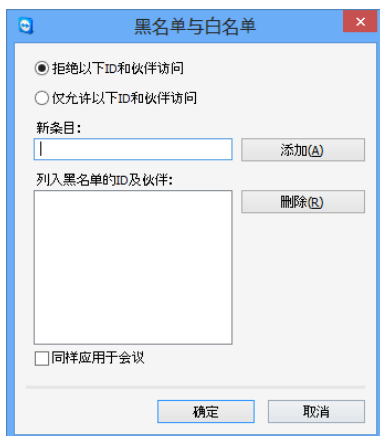 黑名单与白名单
拒绝以下ID和伙伴访问
仅允许以下ID和伙伴访问
新条目:
添加(A)
列入黑名单的ID及伙伴:
删除(R)
同样应用于会议
确定
取消